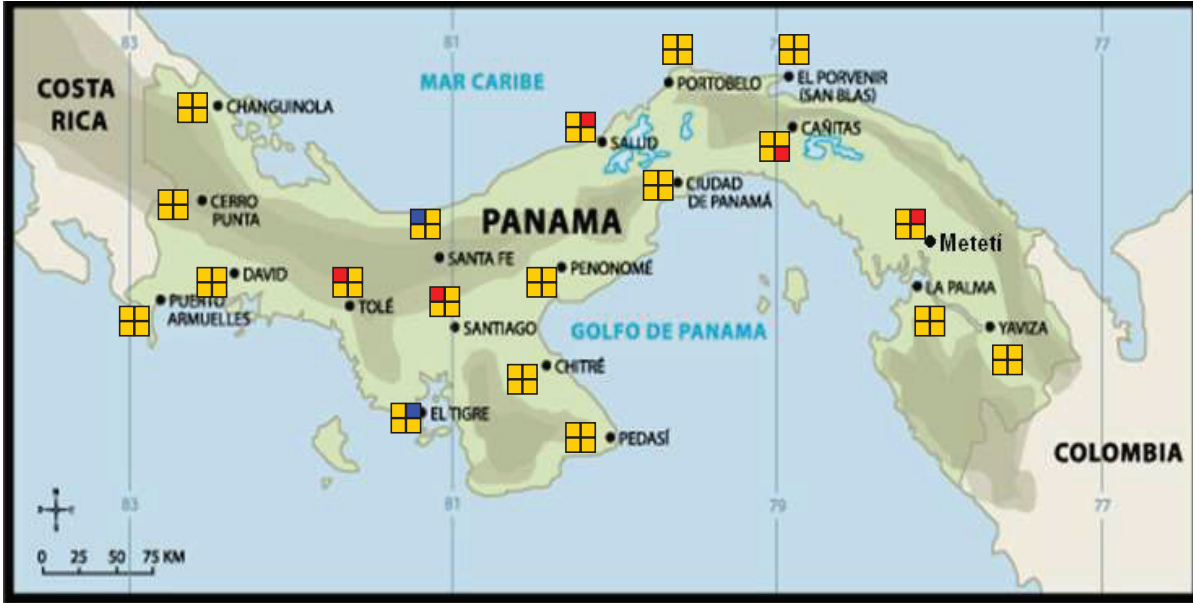 83
81
79
77
COSTA
RICA
MAR CARIBE
PORTOBELO
EL PORVENIR
(SAN BLAS)
CHANGUINOLA
SALUD
CAÑITAS
CERRO
PUNTA
CIUDAD
DE PANAMÁ
PANAMA
Metetí
SANTA FE
PENONOMÉ
DAVID
TOLÉ
LA PALMA
PUERTO
ARMUELLES
SANTIAGO
GOLFO DE PANAMA
YAVIZA
CHITRÉ
EL TIGRE
PEDASÍ
COLOMBIA
83
81
79
77
0 25 50 75 KM